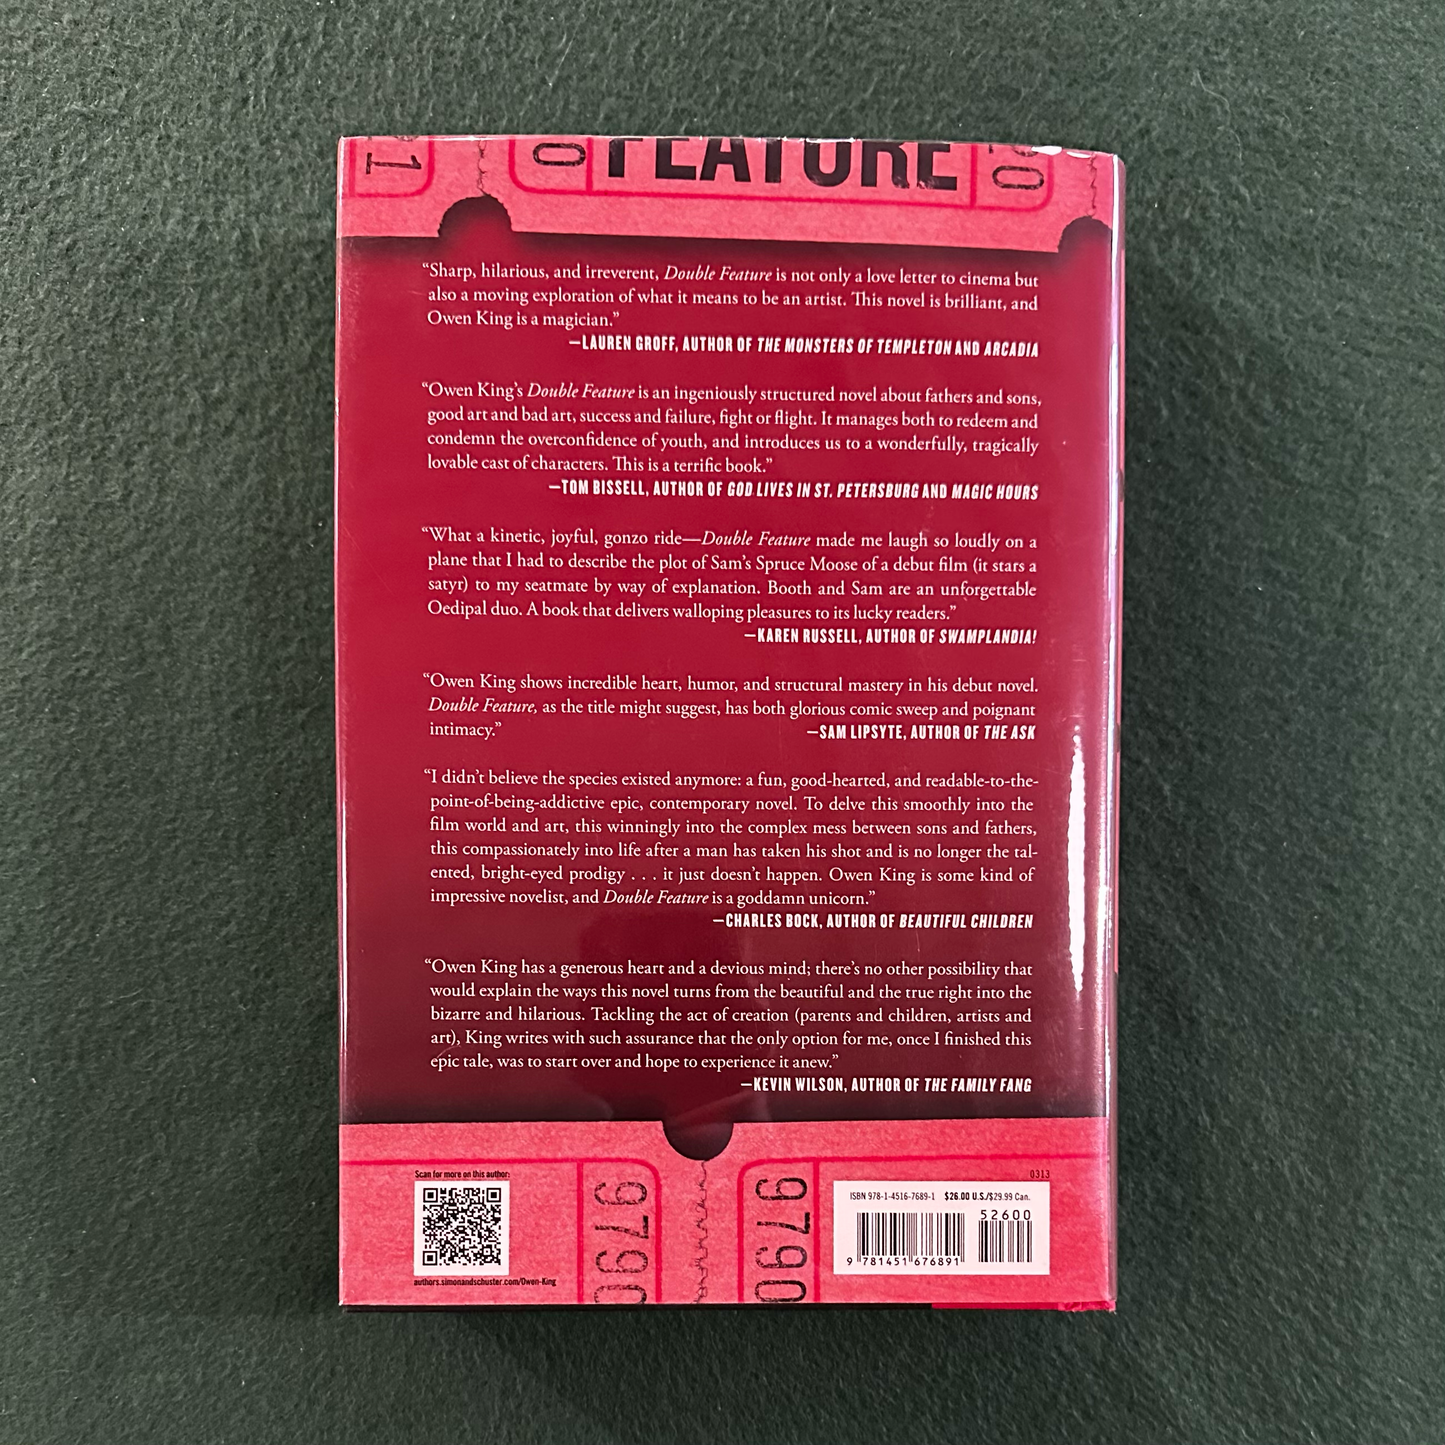 1
0
FEATURE
20
“Sharp, hilarious, and irreverent, Double Feature is not only a love letter to cinema but
also a moving exploration of what it means to be an artist. This novel is brilliant, and
Owen King is a magician.”
—LAUREN GROFF, AUTHOR OF THE MONSTERS OF TEMPLETON AND ARCADIA
“Owen King’s Double Feature is an ingeniously structured novel about fathers and sons,
good art and bad art, success and failure, fight or flight. It manages both to redeem and
condemn the overconfidence of youth, and introduces us to a wonderfully, tragically
lovable cast of characters. This is a terrific book.”
—TOM BISSELL, AUTHOR OF GOD LIVES IN ST. PETERSBURG AND MAGIC HOURS
“What a kinetic, joyful, gonzo ride—Double Feature made me laugh so loudly on a
plane that I had to describe the plot of Sam’s Spruce Moose of a debut film (it stars a
satyr) to my seatmate by way of explanation. Booth and Sam are an unforgettable
Oedipal duo. A book that delivers walloping pleasures to its lucky readers.”
—KAREN RUSSELL, AUTHOR OF SWAMPLANDIA!
“Owen King shows incredible heart, humor, and structural mastery in his debut novel.
Double Feature, as the title might suggest, has both glorious comic sweep and poignant
intimacy.” —SAM LIPSYTE, AUTHOR OF THE ASK
“I didn’t believe the species existed anymore: a fun, good-hearted, and readable-to-the-
point-of-being-addictive epic, contemporary novel. To delve this smoothly into the
film world and art, this winningly into the complex mess between sons and fathers,
this compassionately into life after a man has taken his shot and is no longer the tal-
ented, bright-eyed prodigy . . . it just doesn’t happen. Owen King is some kind of
impressive novelist, and Double Feature is a goddamn unicorn.”
—CHARLES BOCK, AUTHOR OF BEAUTIFUL CHILDREN
“Owen King has a generous heart and a devious mind; there’s no other possibility that
would explain the ways this novel turns from the beautiful and the true right into the
bizarre and hilarious. Tackling the act of creation (parents and children, artists and
art), King writes with such assurance that the only option for me, once I finished this
epic tale, was to start over and hope to experience it anew.”
—KEVIN WILSON, AUTHOR OF THE FAMILY FANG
Scan for more on this author:
authors.simonandschuster.com/Owen-King
9790
9790
0313
ISBN 978-1-4516-7689-1 $26.00 U.S./$29.99 Can.
52600
9 781451 676891